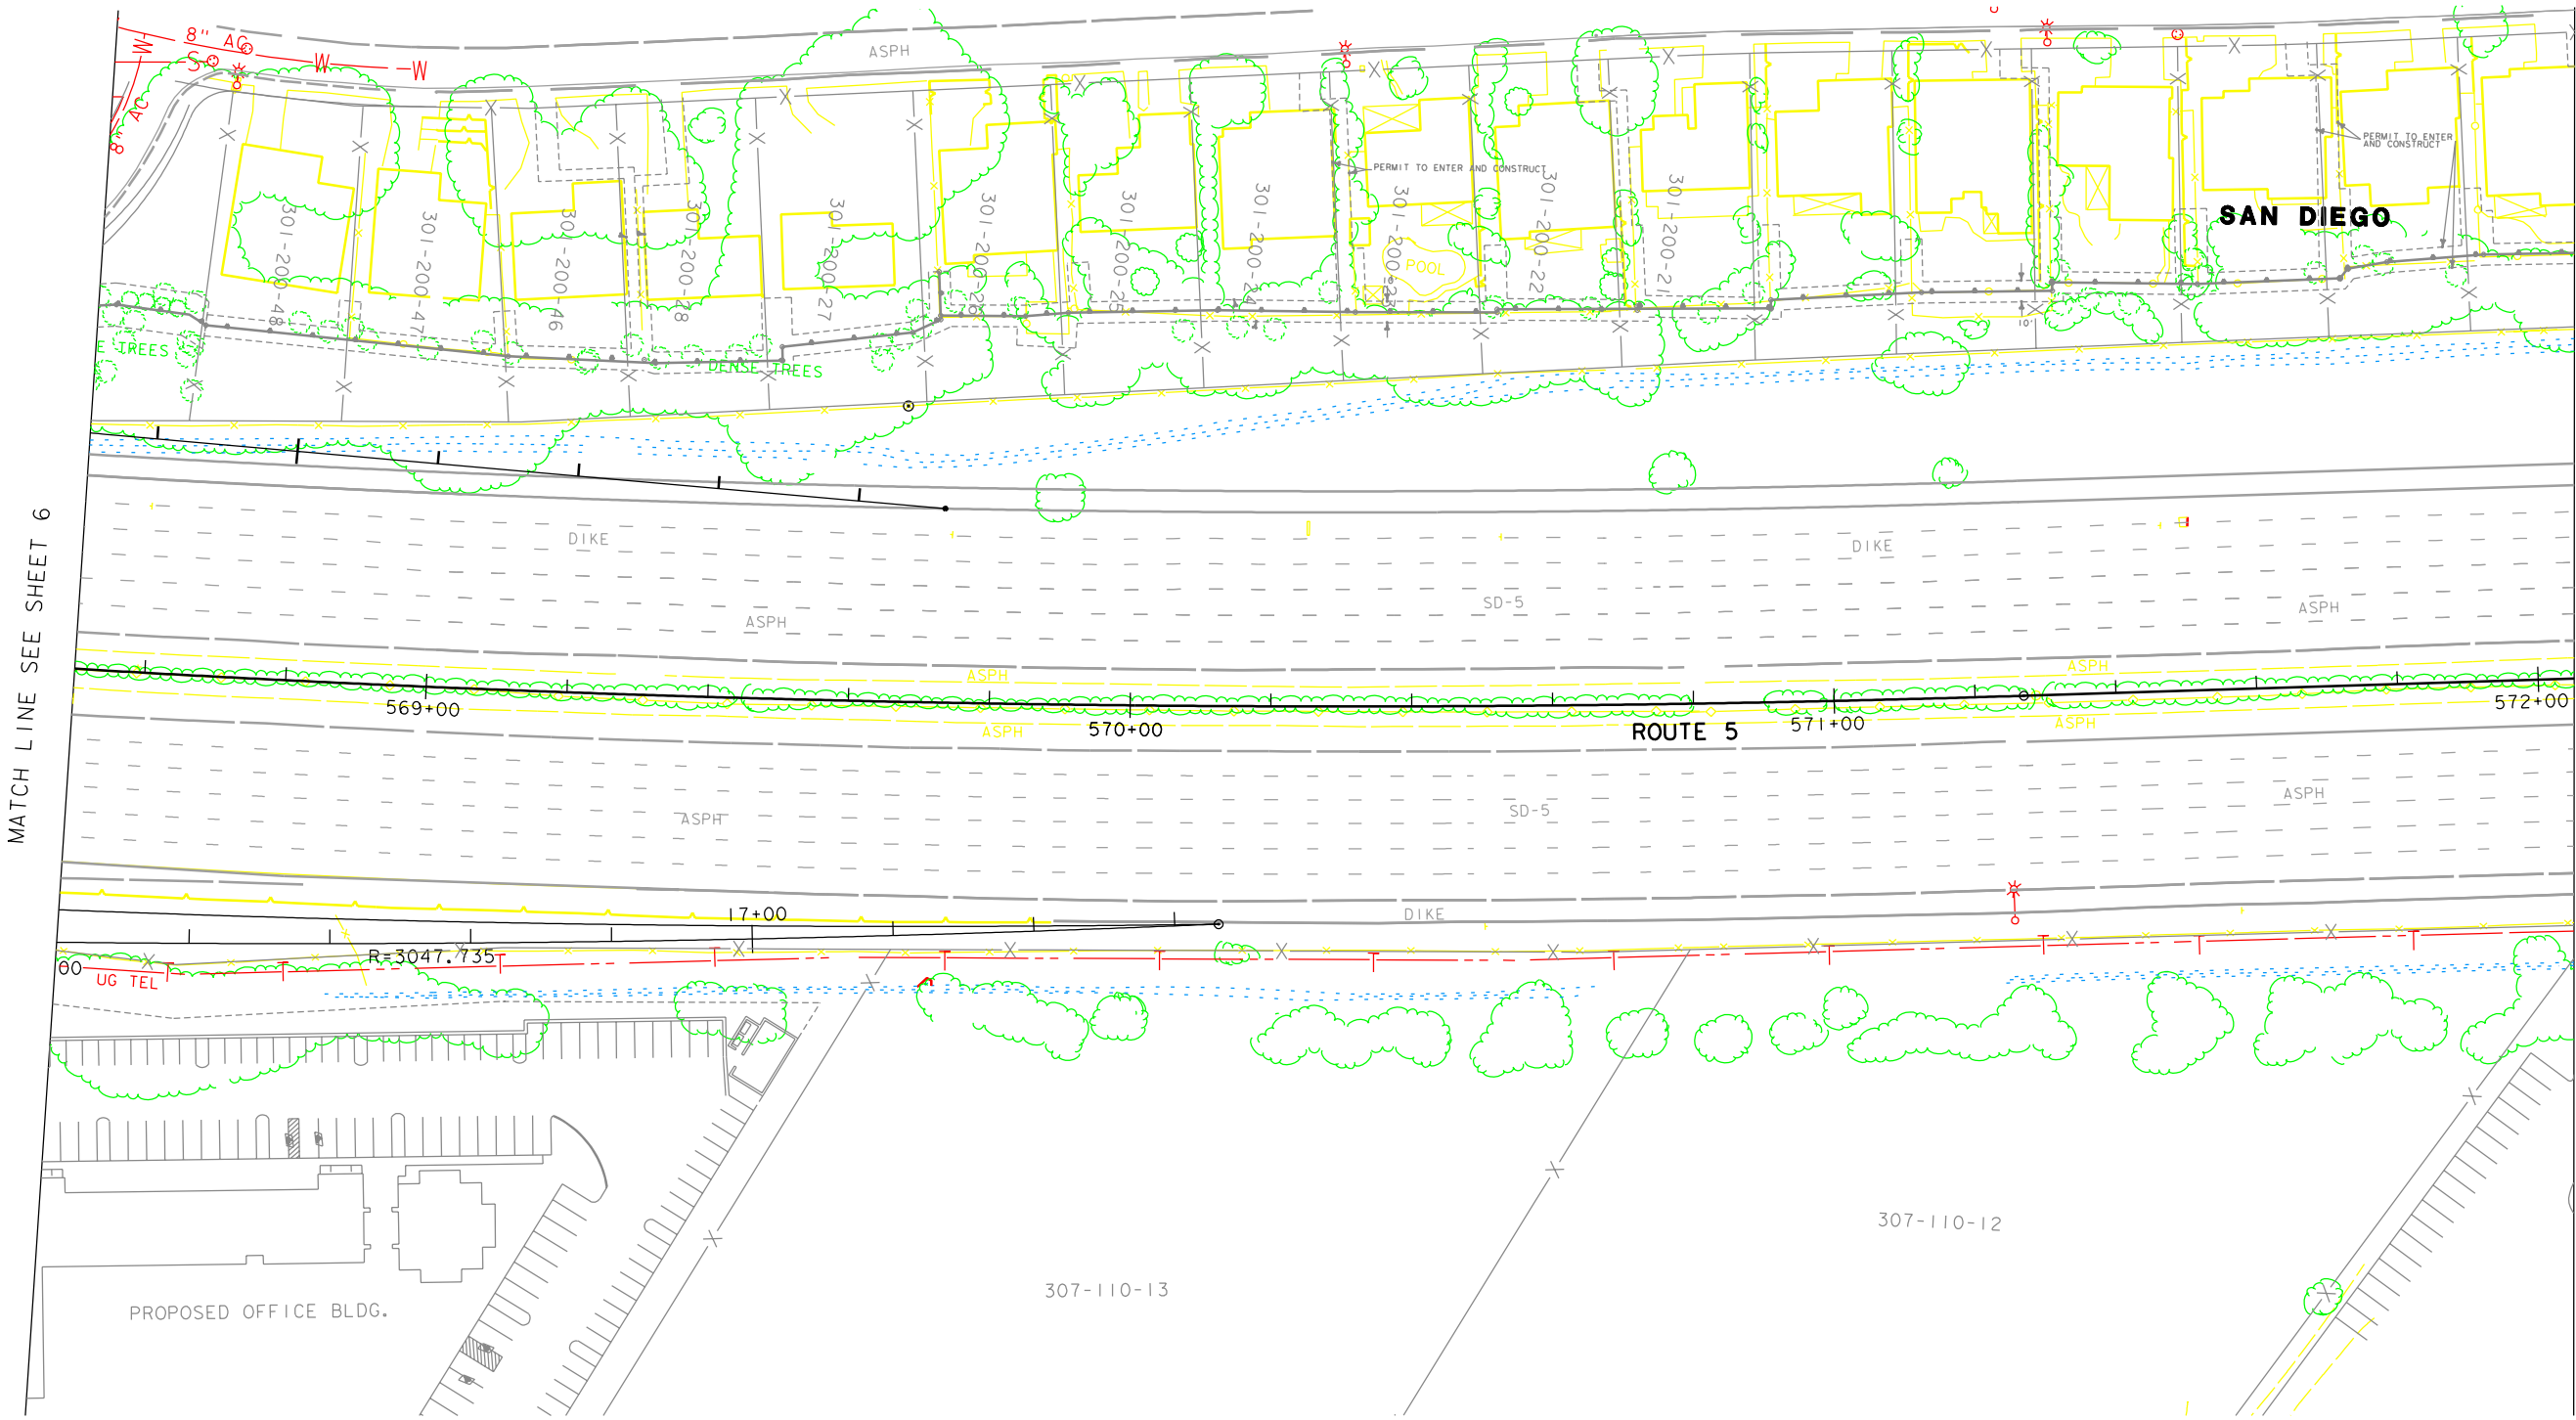 8" AC
W
S
W
W
8" AC
ASPH
PERMIT TO ENTER AND CONSTRUCT
PERMIT TO ENTER
AND CONSTRUCT
SAN DIEGO
301-200-48
301-200-47
301-200-46
301-200-28
301-200-27
301-200-26
301-200-25
301-200-24
301-200-22
301-200-21
POOL
10'
E TREES
DENSE TREES
MATCH LINE SEE SHEET 6
DIKE
DIKE
SD-5
ASPH
ASPH
ASPH
ASPH
569+00
570+00
571+00
572+00
ASPH
ROUTE 5
ASPH
ASPH
SD-5
ASPH
17+00
DIKE
R=3047.735
00
UG TEL
T
T
T
T
T
T
T
T
T
T
T
T
307-110-12
307-110-13
PROPOSED OFFICE BLDG.